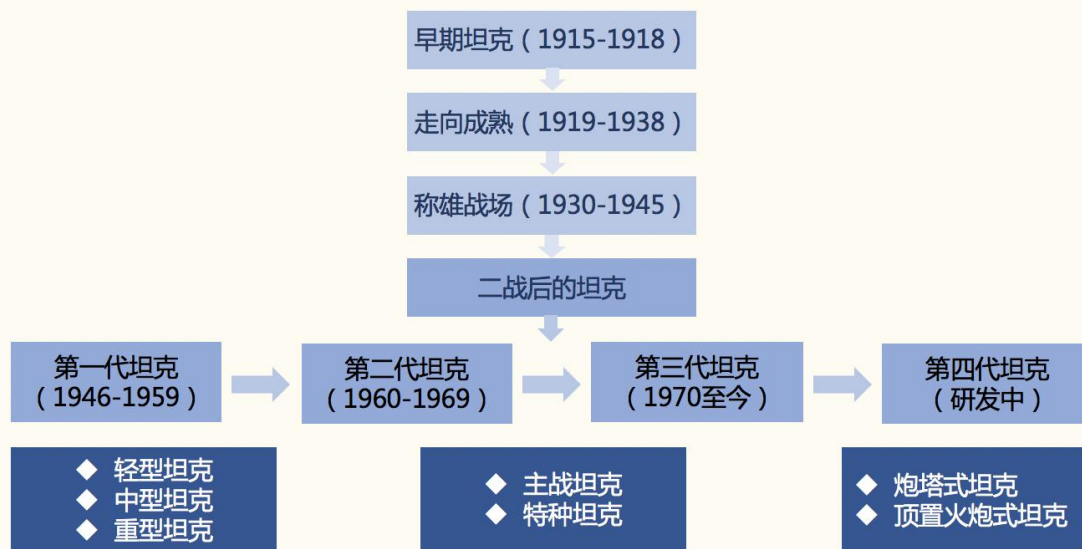 早期坦克（1915-1918）
走向成熟（1919-1938）
称雄战场（1930-1945）
二战后的坦克
第一代坦克
（1946-1959）
第二代坦克
（1960-1969）
第三代坦克
（1970至今）
第四代坦克
（研发中）
◆ 轻型坦克
◆ 中型坦克
◆ 重型坦克
◆ 主战坦克
◆ 特种坦克
◆ 炮塔式坦克
◆ 顶置火炮式坦克